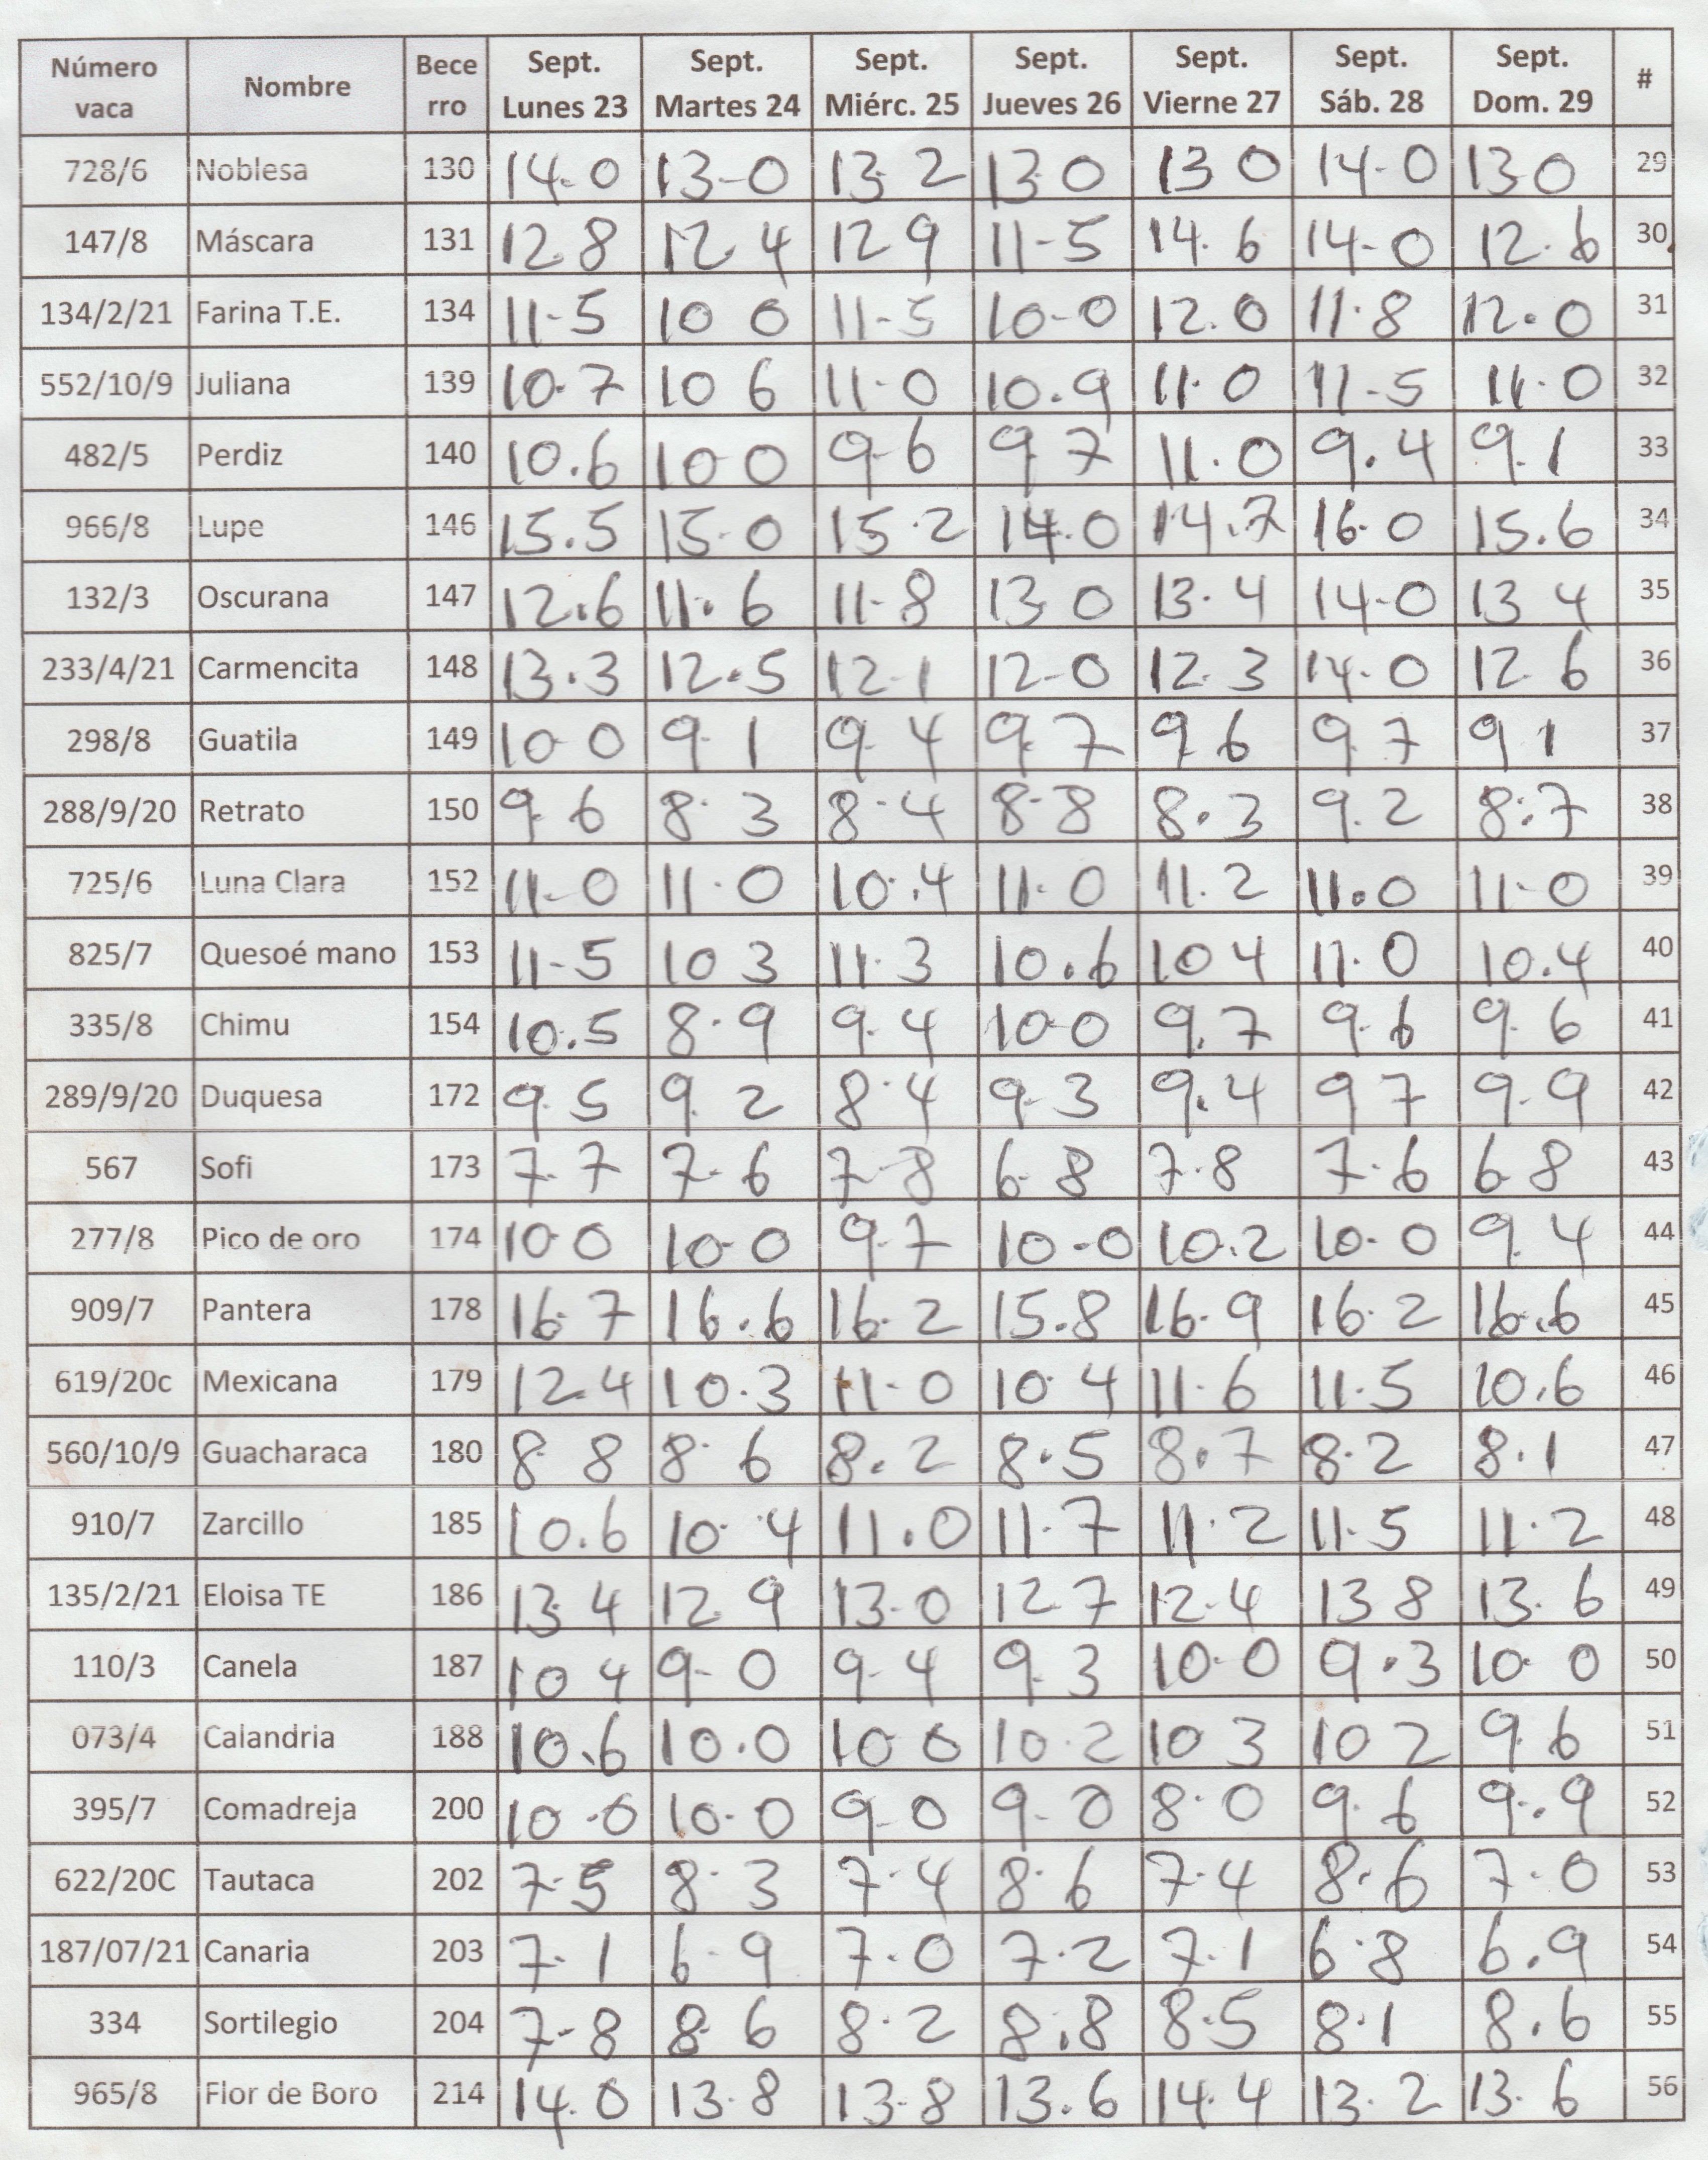 Número vaca Nombre Bece rro Sept. Lunes 23 Sept. Martes 24 Sept. Miérc. 25 Sept. Jueves 26 Sept. Vierne 27 Sept. Sáb. 28 Sept. Dom. 29 #
728/6 Noblesa 130 14.0 13-0 13.2 13.0 13 0 14-0 13 0 29
147/8 Máscara 131 12.8 12.4 12 9 11-5 14.6 14-0 12.6 30
134/2/21 Farina T.E. 134 11-5 10 0 11-5 10-0 12.0 11.8 12.0 31
552/10/9 Juliana 139 10.7 10 6 11.0 10.9 11.0 11-5 11.0 32
482/5 Perdiz 140 10.6 10 0 9.6 9.7 11.0 9.4 9.1 33
966/8 Lupe 146 15.5 15.0 15.2 14.0 14.7 16.0 15.6 34
132/3 Oscurana 147 12.6 11.6 11-8 13.0 13.4 14-0 13 4 35
233/4/21 Carmencita 148 13.3 12.5 12.1 12-0 12.3 14.0 12.6 36
298/8 Guatila 149 10.0 9.1 9.4 9.7 9.6 9.7 9 1 37
288/9/20 Retrato 150 9.6 8.3 8.4 8.8 8.3 9.2 8.7 38
725/6 Luna Clara 152 11-0 11.0 10.4 11.0 11.2 11.0 11-0 39
825/7 Quesoé mano 153 11-5 10 3 11.3 10.6 10 4 11.0 10.4 40
335/8 Chimu 154 10.5 8.9 9.4 10.0 9.7 9.6 9.6 41
289/9/20 Duquesa 172 9.5 9.2 8.4 9.3 9.4 9 7 9.9 42
567 Sofi 173 7.7 7.6 7.8 6.8 7.8 7.6 6.8 43
277/8 Pico de oro 174 10.0 10.0 9.7 10.0 10.2 10.0 9.4 44
909/7 Pantera 178 16.7 16.6 16.2 15.8 16.9 16.2 16.6 45
619/20c Mexicana 179 12.4 10.3 11.0 10.4 11.6 11.5 10.6 46
560/10/9 Guacharaca 180 8.8 8.6 8.2 8.5 8.7 8.2 8.1 47
910/7 Zarcillo 185 10.6 10.4 11.0 11.7 11.2 11.5 11.2 48
135/2/21 Eloisa TE 186 13.4 12.9 13.0 12 7 12.4 13 8 13.6 49
110/3 Canela 187 10 4 9-0 9.4 9.3 10.0 9.3 10.0 50
073/4 Calandria 188 10.6 10.0 10 0 10.2 10 3 10 2 9.6 51
395/7 Comadreja 200 10.0 10.0 9.0 9.0 8.0 9.6 9.9 52
622/20C Tautaca 202 7.5 8.3 7.4 8.6 7.4 8.6 7.0 53
187/07/21 Canaria 203 7.1 6.9 7.0 7.2 7.1 6.8 6.9 54
334 Sortilegio 204 7-8 8.6 8.2 8.8 8.5 8.1 8.6 55
965/8 Flor de Boro 214 14.0 13.8 13.8 13.6 14.4 13.2 13.6 56